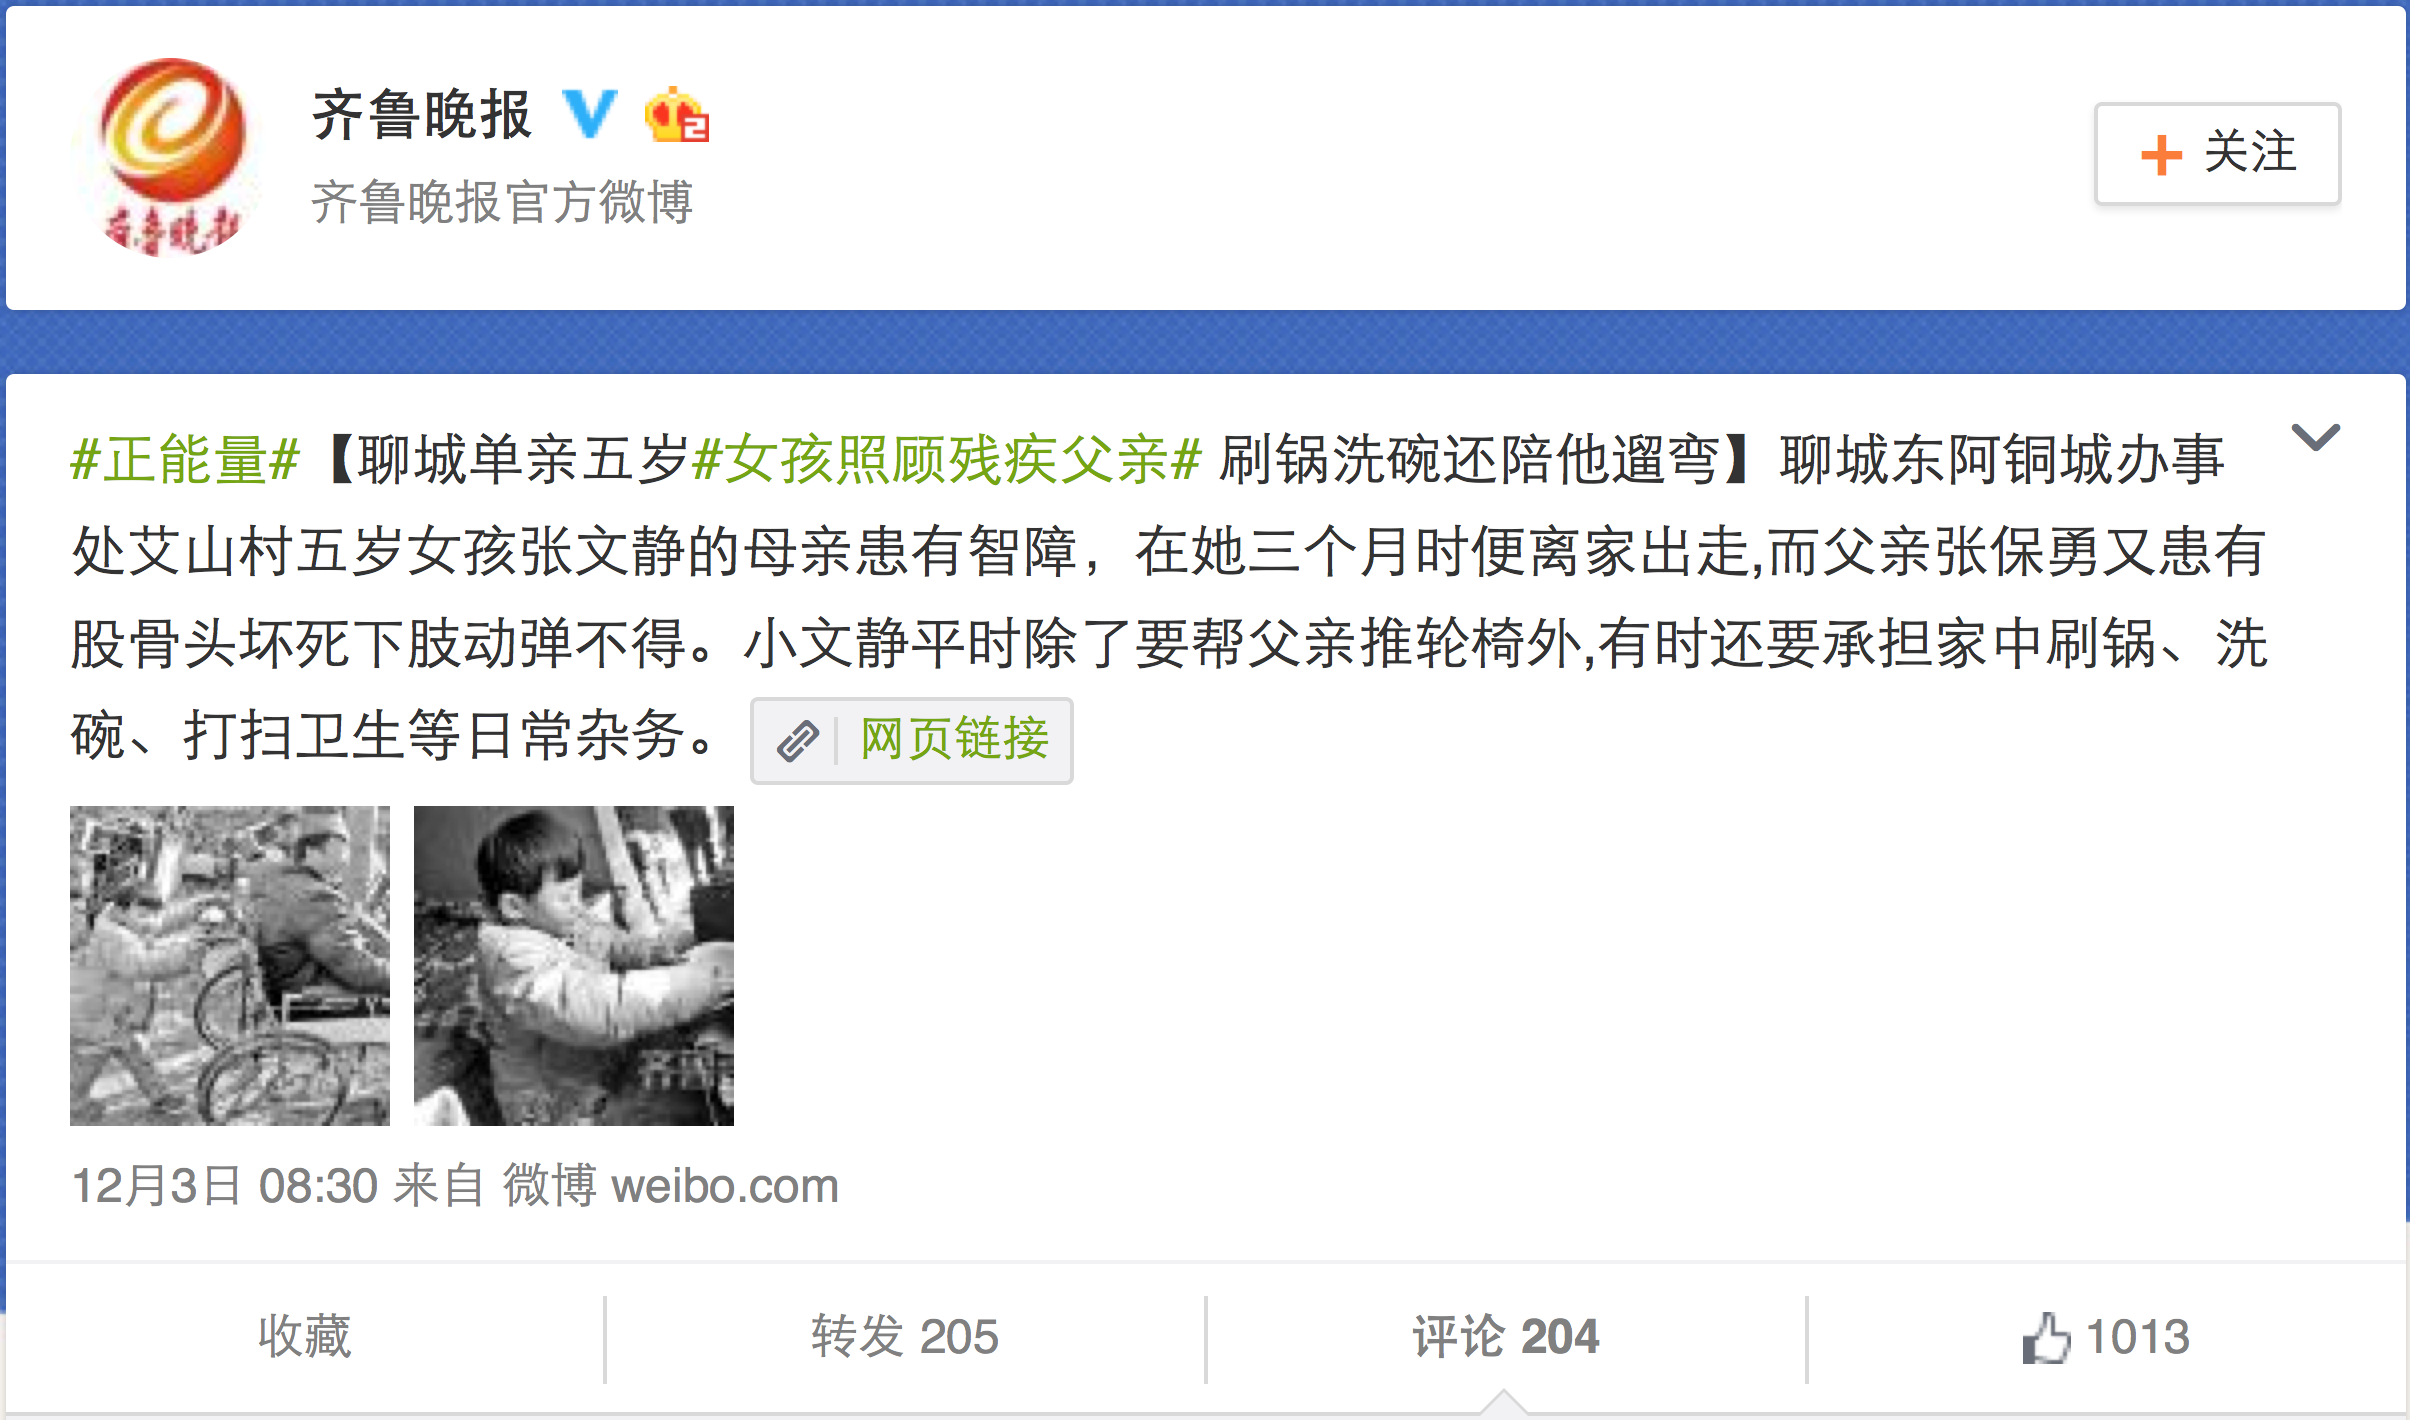 齐鲁晚报
齐鲁晚报官方微博
+ 关注
齐鲁晚报
#正能量#【聊城单亲五岁#女孩照顾残疾父亲# 刷锅洗碗还陪他遛弯】聊城东阿铜城办事
处艾山村五岁女孩张文静的母亲患有智障，在她三个月时便离家出走,而父亲张保勇又患有
股骨头坏死下肢动弹不得。小文静平时除了要帮父亲推轮椅外,有时还要承担家中刷锅、洗
碗、打扫卫生等日常杂务。 网页链接
12月3日 08:30 来自 微博 weibo.com
收藏 转发 205 评论 204 1013